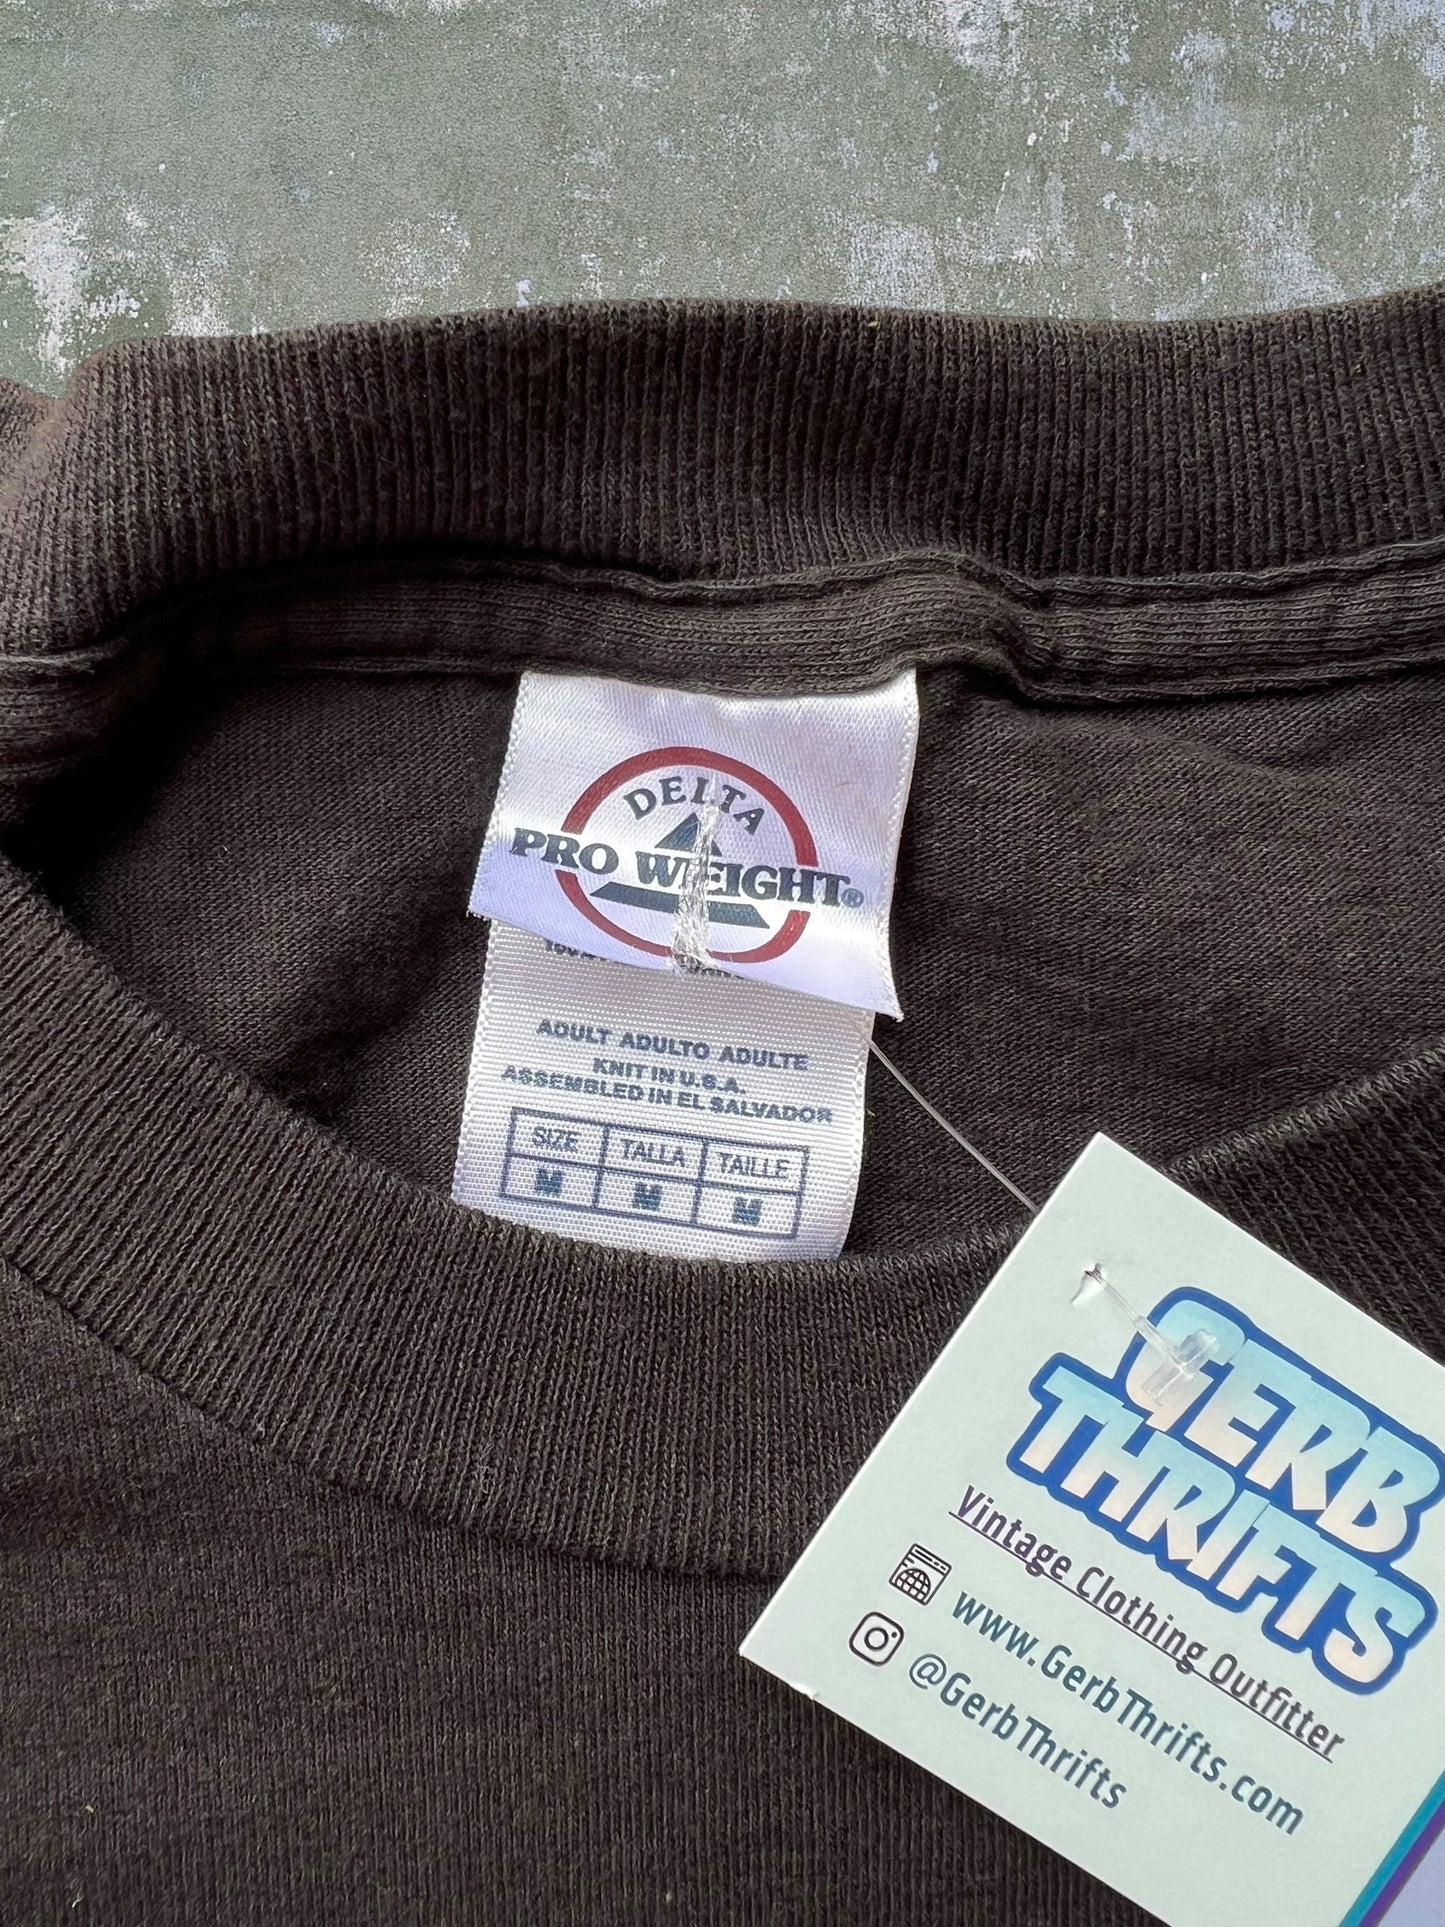 DELTA
PRO WEIGHT®
ADULT ADULTO ADULTE
KNIT IN U.S.A.
ASSEMBLED IN EL SALVADOR
SIZE TALLA TAILLE
M M M
GERB
THRIFTS
Vintage Clothing Outfitter
www.GerbThrifts.com
@GerbThrifts